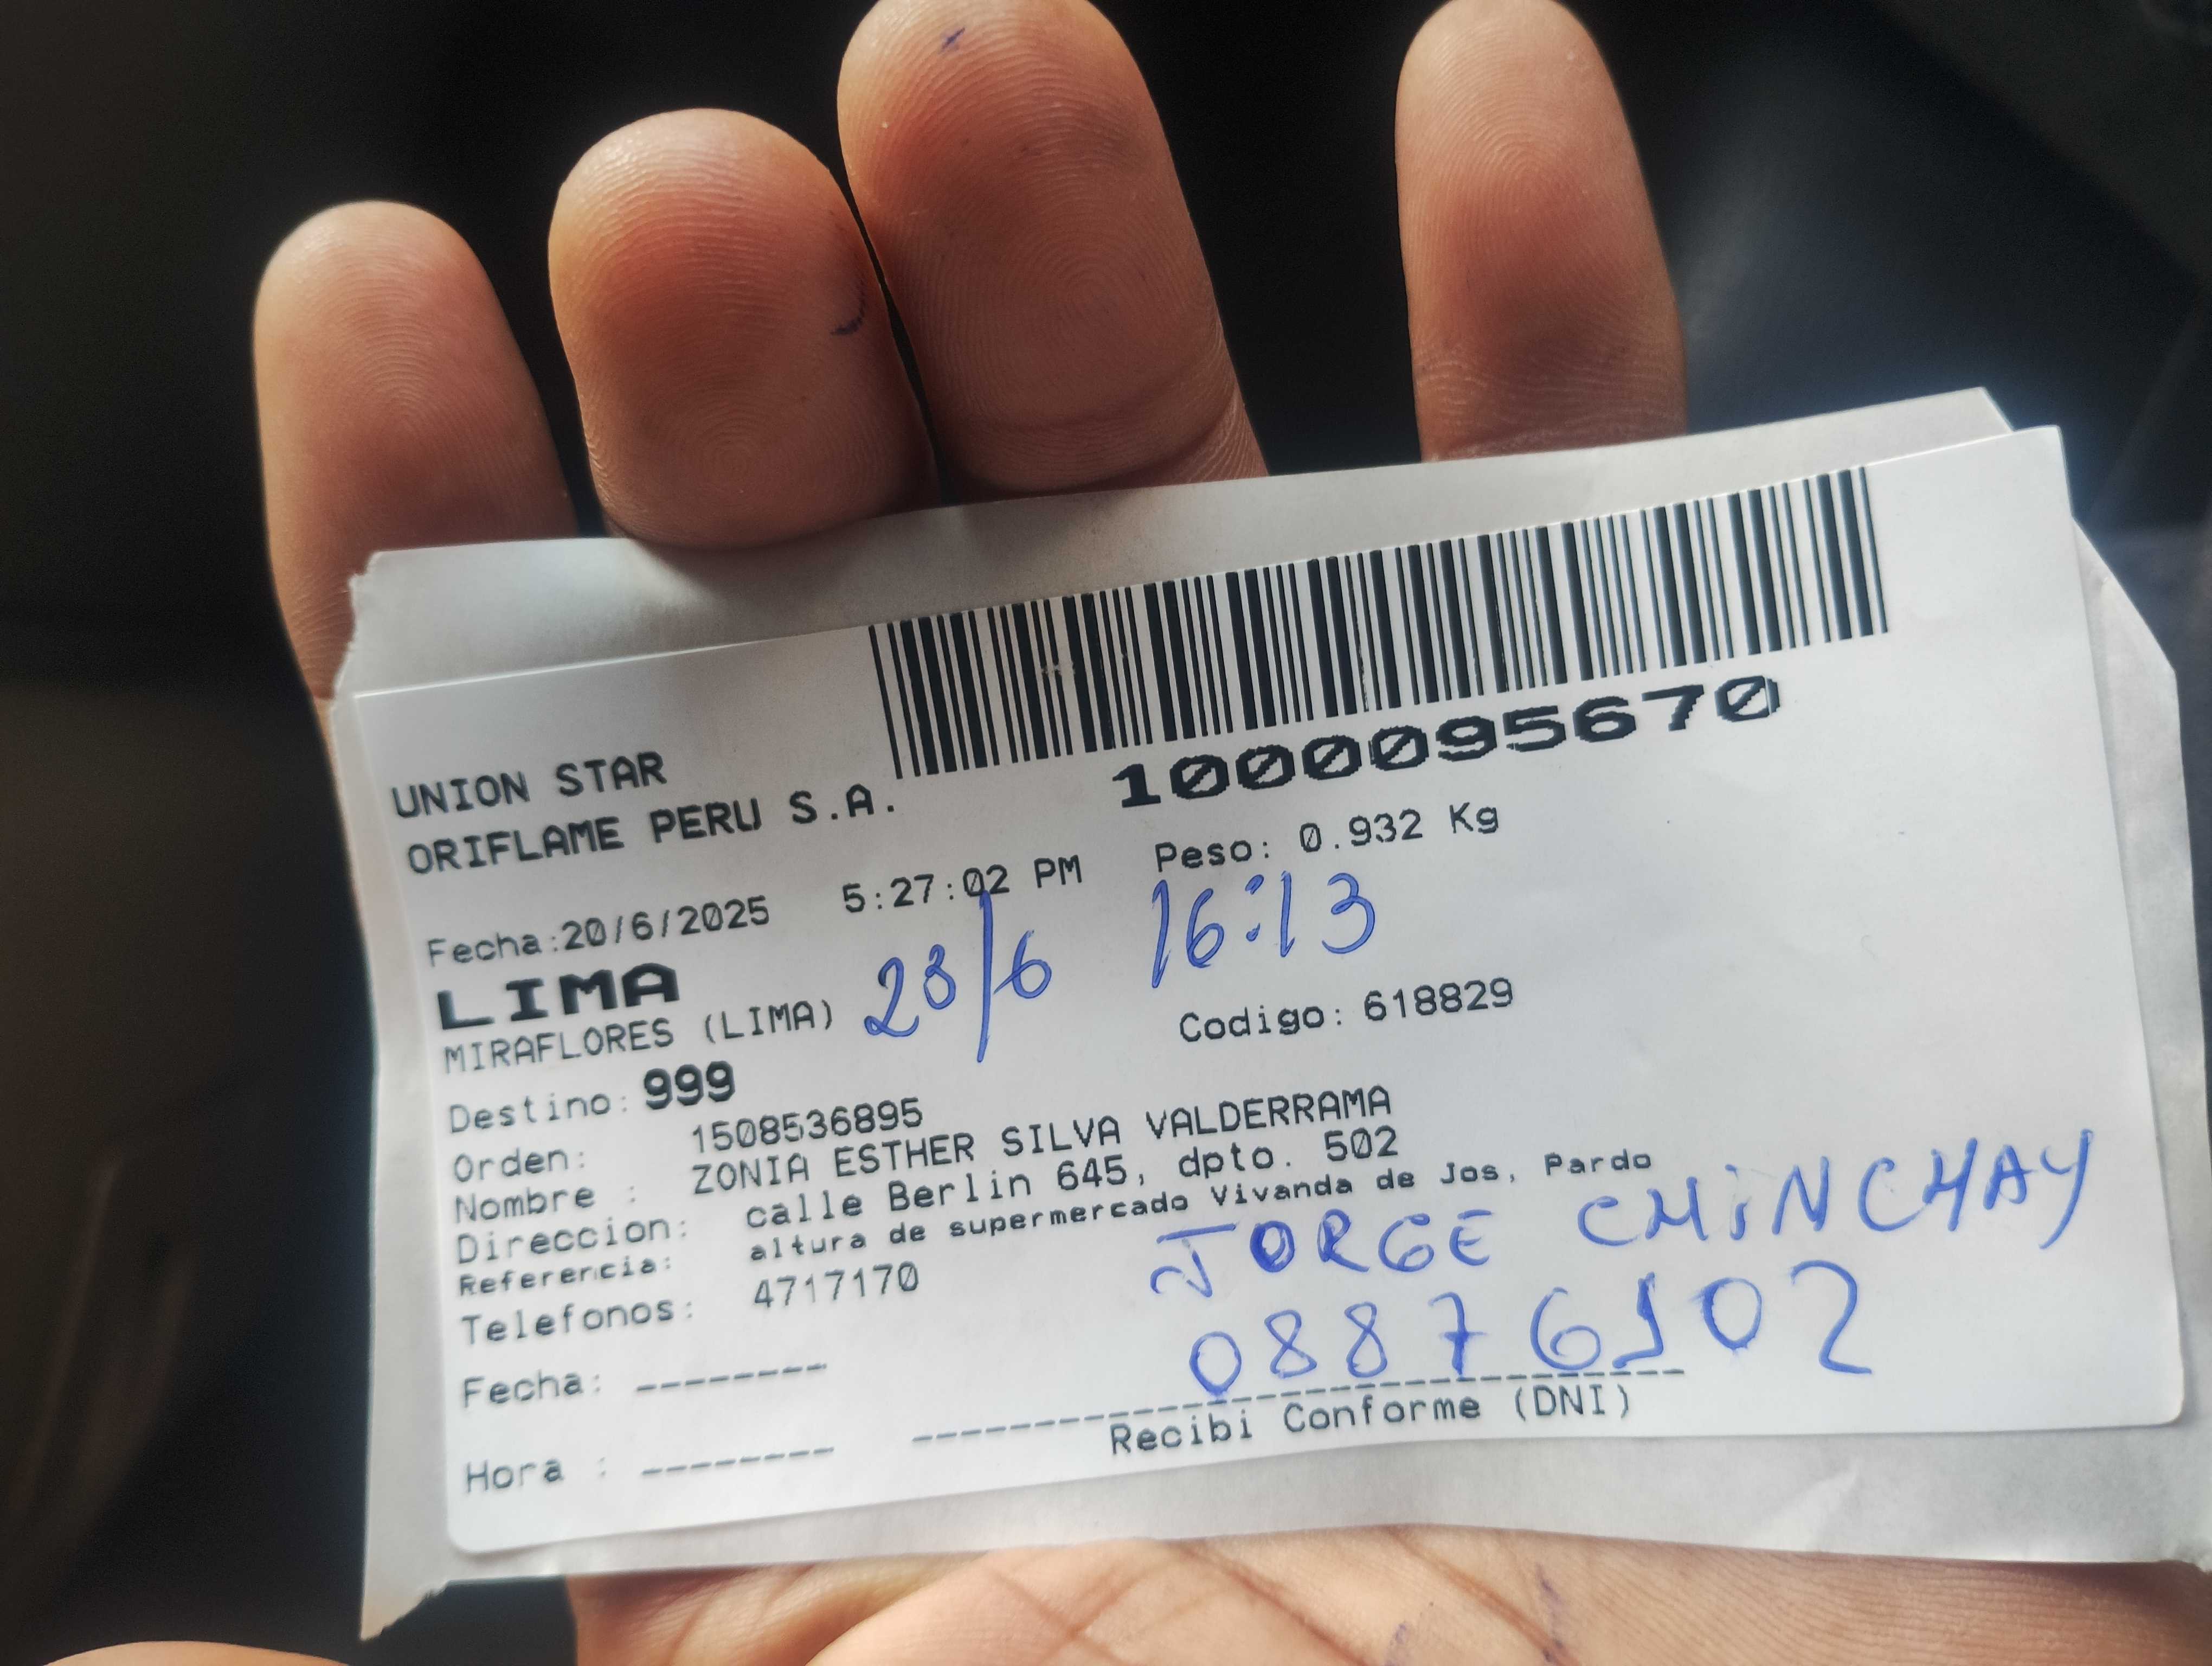 1000095670
UNION STAR
ORIFLAME PERU S.A.
Fecha:20/6/2025 5:27:02 PM Peso: 0.932 Kg
LIMA
23/6 16:13
MIRAFLORES (LIMA)
Destino: 999 Codigo: 618829
Orden: 1508536895
Nombre : ZONIA ESTHER SILVA VALDERRAMA
Direccion: calle Berlin 645, dpto. 502
Referencia: altura de supermercado Vivanda de Jos, Pardo
Telefonos: 4717170
JORGE CHINCHAY
Fecha: --------
Hora : --------
Recibi Conforme (DNI)